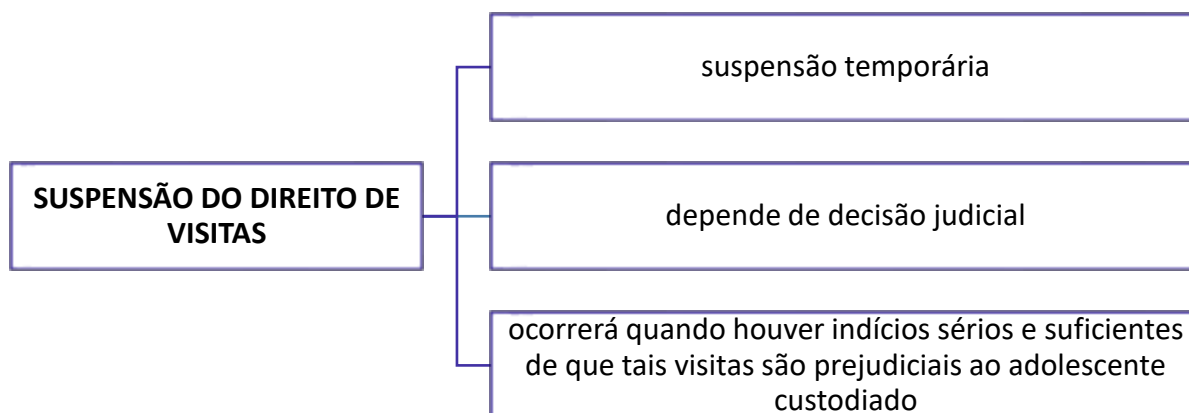 SUSPENSÃO DO DIREITO DE
VISITAS
suspensão temporária
depende de decisão judicial
ocorrerá quando houver indícios sérios e suficientes
de que tais visitas são prejudiciais ao adolescente
custodiado